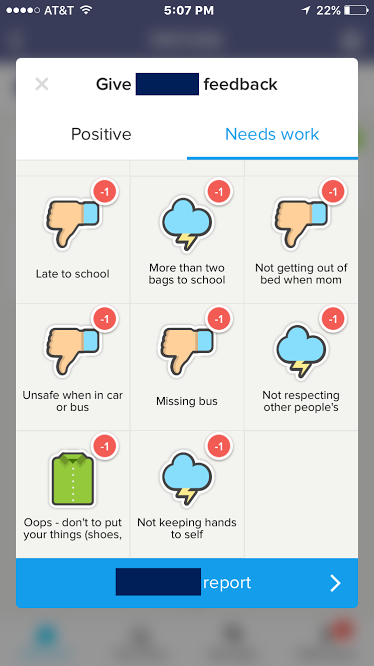 AT&T 5:07 PM 22%
Give feedback
Positive Needs work
-1 -1 -1
Late to school
More than two
bags to school
Not getting out of
bed when mom
-1 -1 -1
Unsafe when in car
or bus
Missing bus
Not respecting
other people's
-1 -1
Oops - don't to put
your things (shoes,
Not keeping hands
to self
report